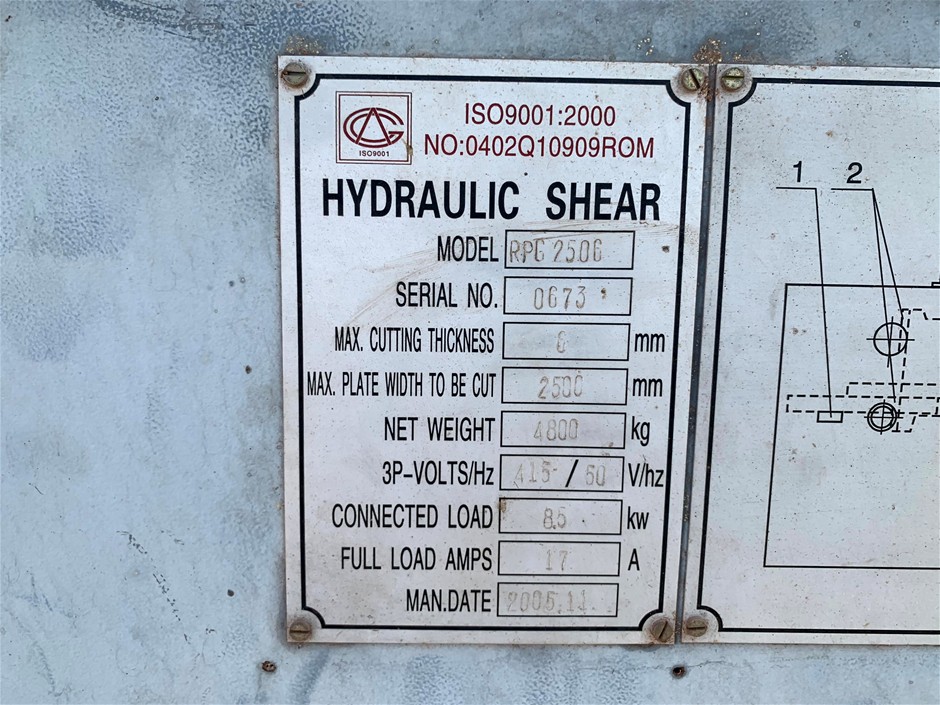 ISO9001:2000
NO:0402Q10909ROM
ISO9001
HYDRAULIC SHEAR
MODEL RPG 2506
SERIAL NO. 0673
MAX. CUTTING THICKNESS 6 mm
MAX. PLATE WIDTH TO BE CUT 2500 mm
NET WEIGHT 4800 kg
3P-VOLTS/Hz 415 / 50 V/hz
CONNECTED LOAD 8.5 kw
FULL LOAD AMPS 17 A
MAN.DATE 2005.11
1 2